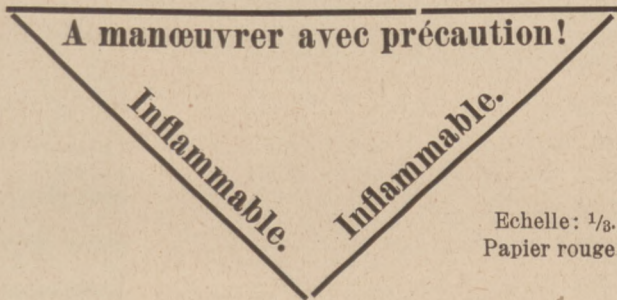 A manœuvrer avec précaution!
Inflammable.
Inflammable.
Echelle: 1/3.
Papier rouge